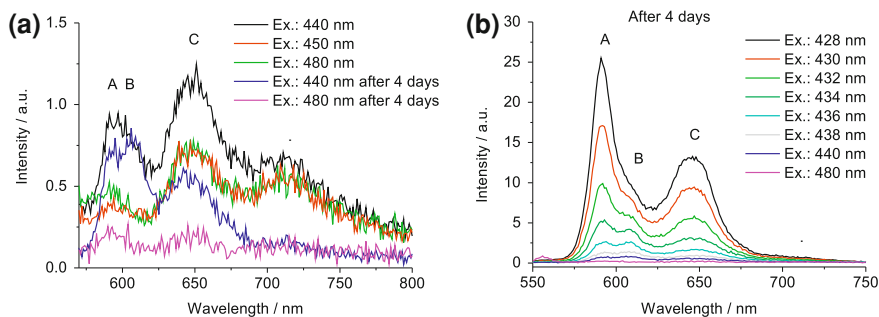 (a)
1.5
1.0
0.5
0.0
Intensity / a.u.
600
650
700
750
800
Wavelength / nm
A B
C
Ex.: 440 nm
Ex.: 450 nm
Ex.: 480 nm
Ex.: 440 nm after 4 days
Ex.: 480 nm after 4 days
(b)
After 4 days
30
25
20
15
10
5
0
Intensity / a.u.
550
600
650
700
750
Wavelength / nm
A
B
C
Ex.: 428 nm
Ex.: 430 nm
Ex.: 432 nm
Ex.: 434 nm
Ex.: 436 nm
Ex.: 438 nm
Ex.: 440 nm
Ex.: 480 nm